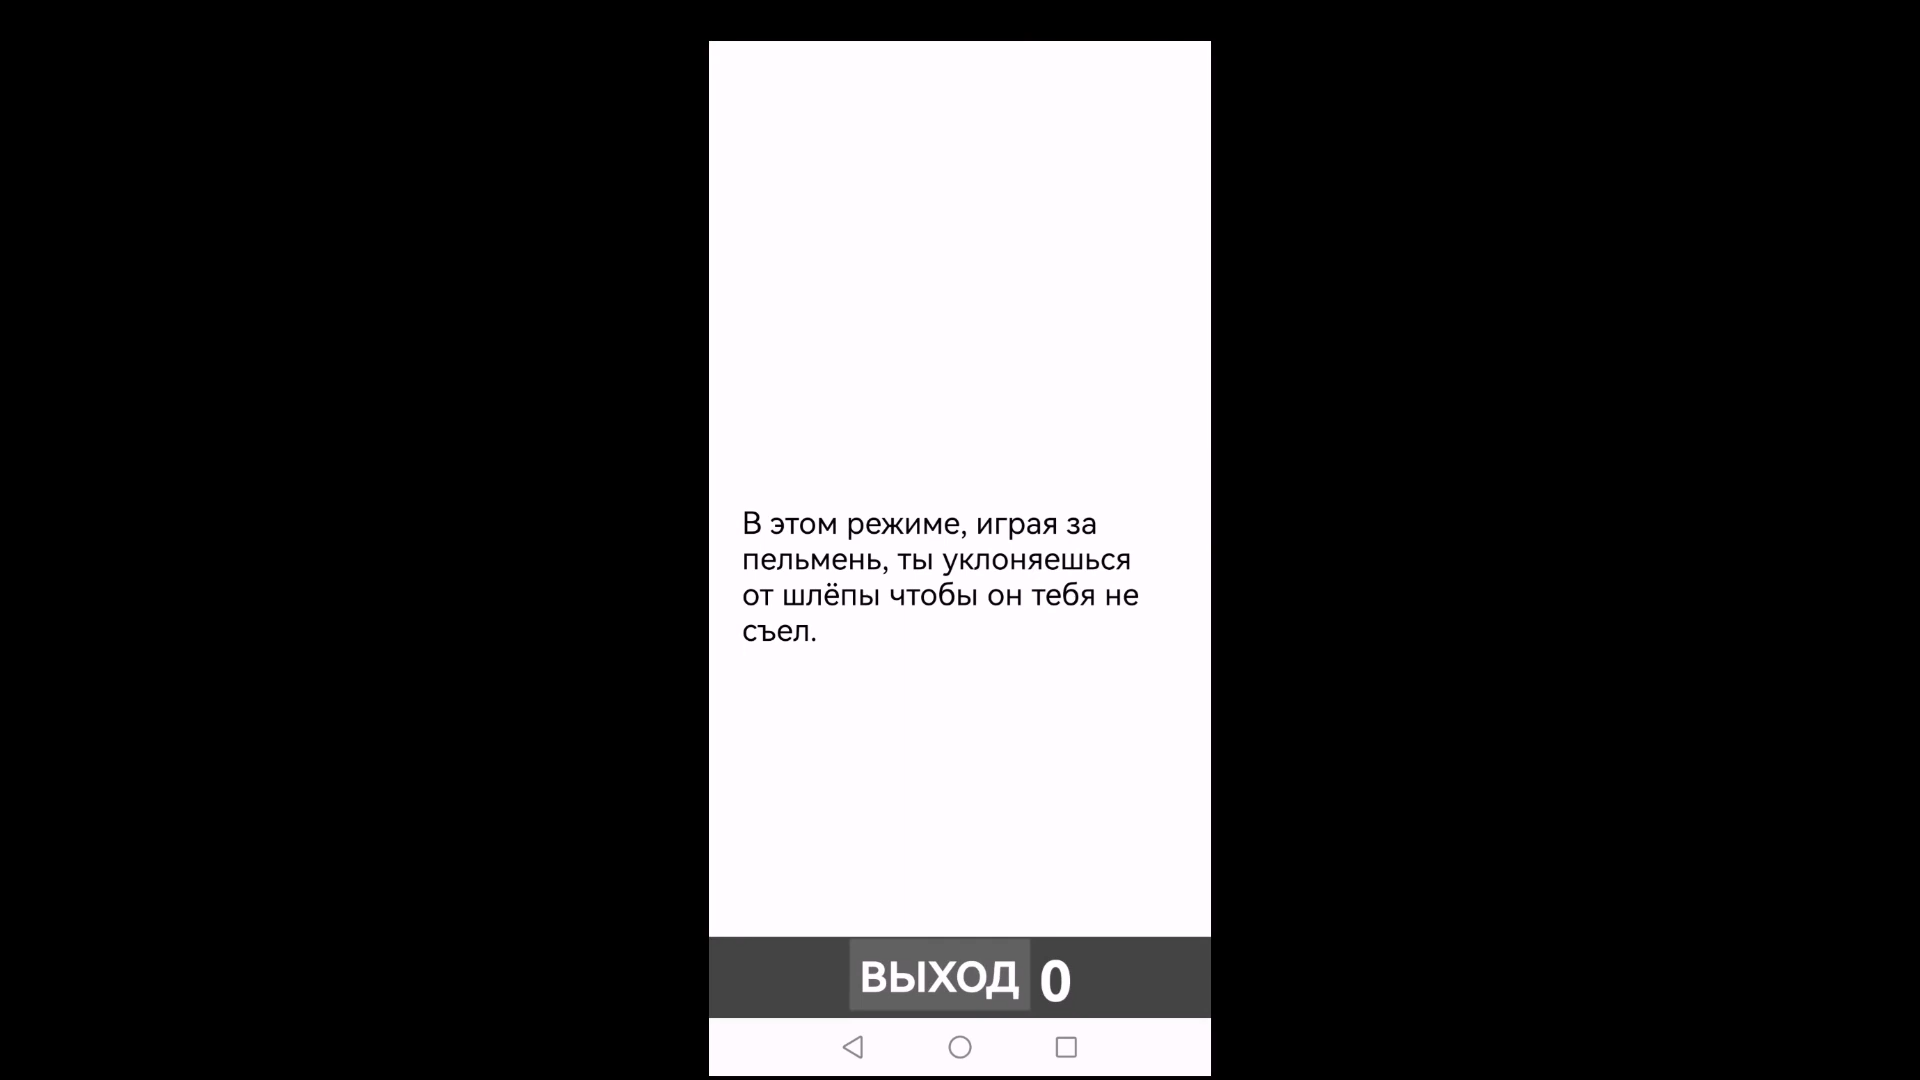 В этом режиме, играя за
пельмень, ты уклоняешься
от шлёпы чтобы он тебя не
съел.
ВЫХОД 0